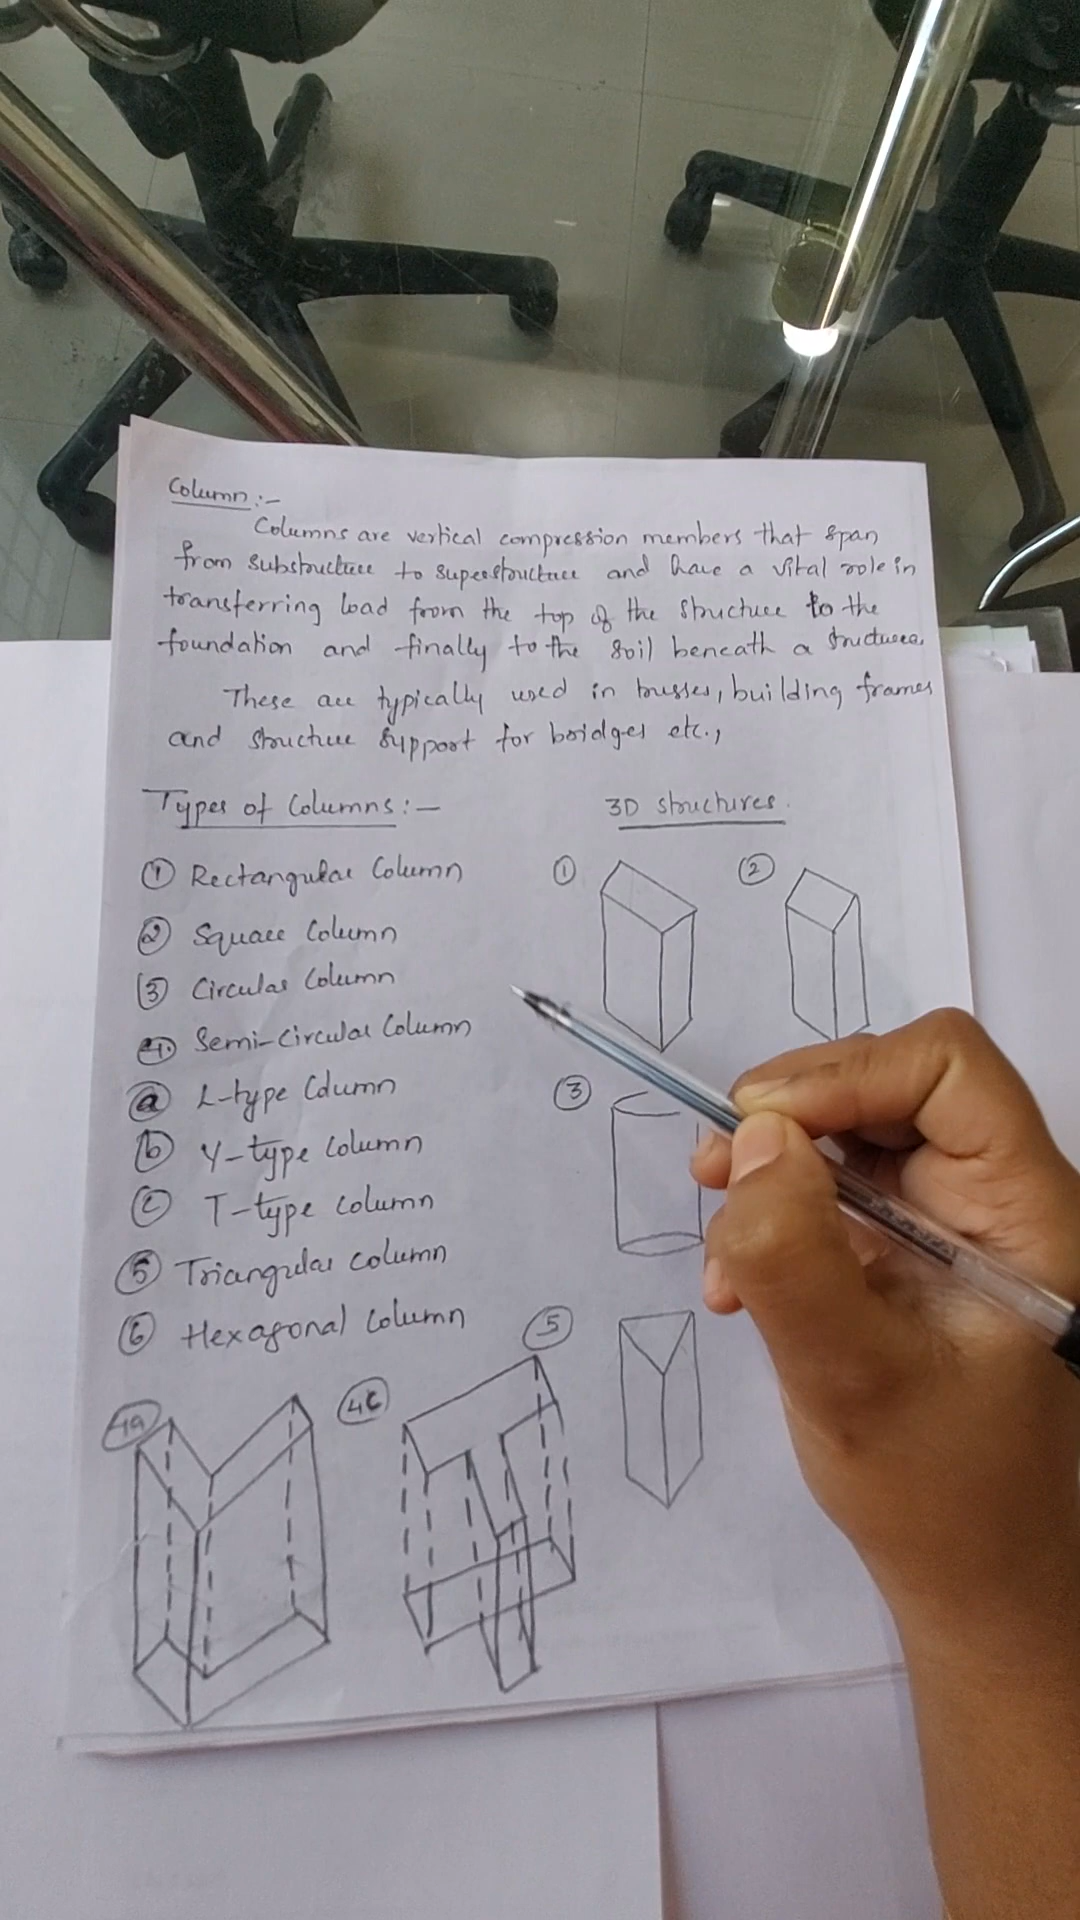 Column :-
Columns are vertical compression members that span
from substructure to superstructure and have a vital role in
transferring load from the top of the structure to the
foundation and finally to the soil beneath a structure.
These are typically used in trusses, building frames
and structure support for bridges etc.,
Types of Columns :-
3D structures.
① Rectangular Column
② Square Column
③ Circular Column
④ Semi-circular Column
ⓐ L-type Column
ⓑ Y-type Column
ⓒ T-type Column
⑤ Triangular Column
⑥ Hexagonal Column
① ②
③
⑤
4a 4c